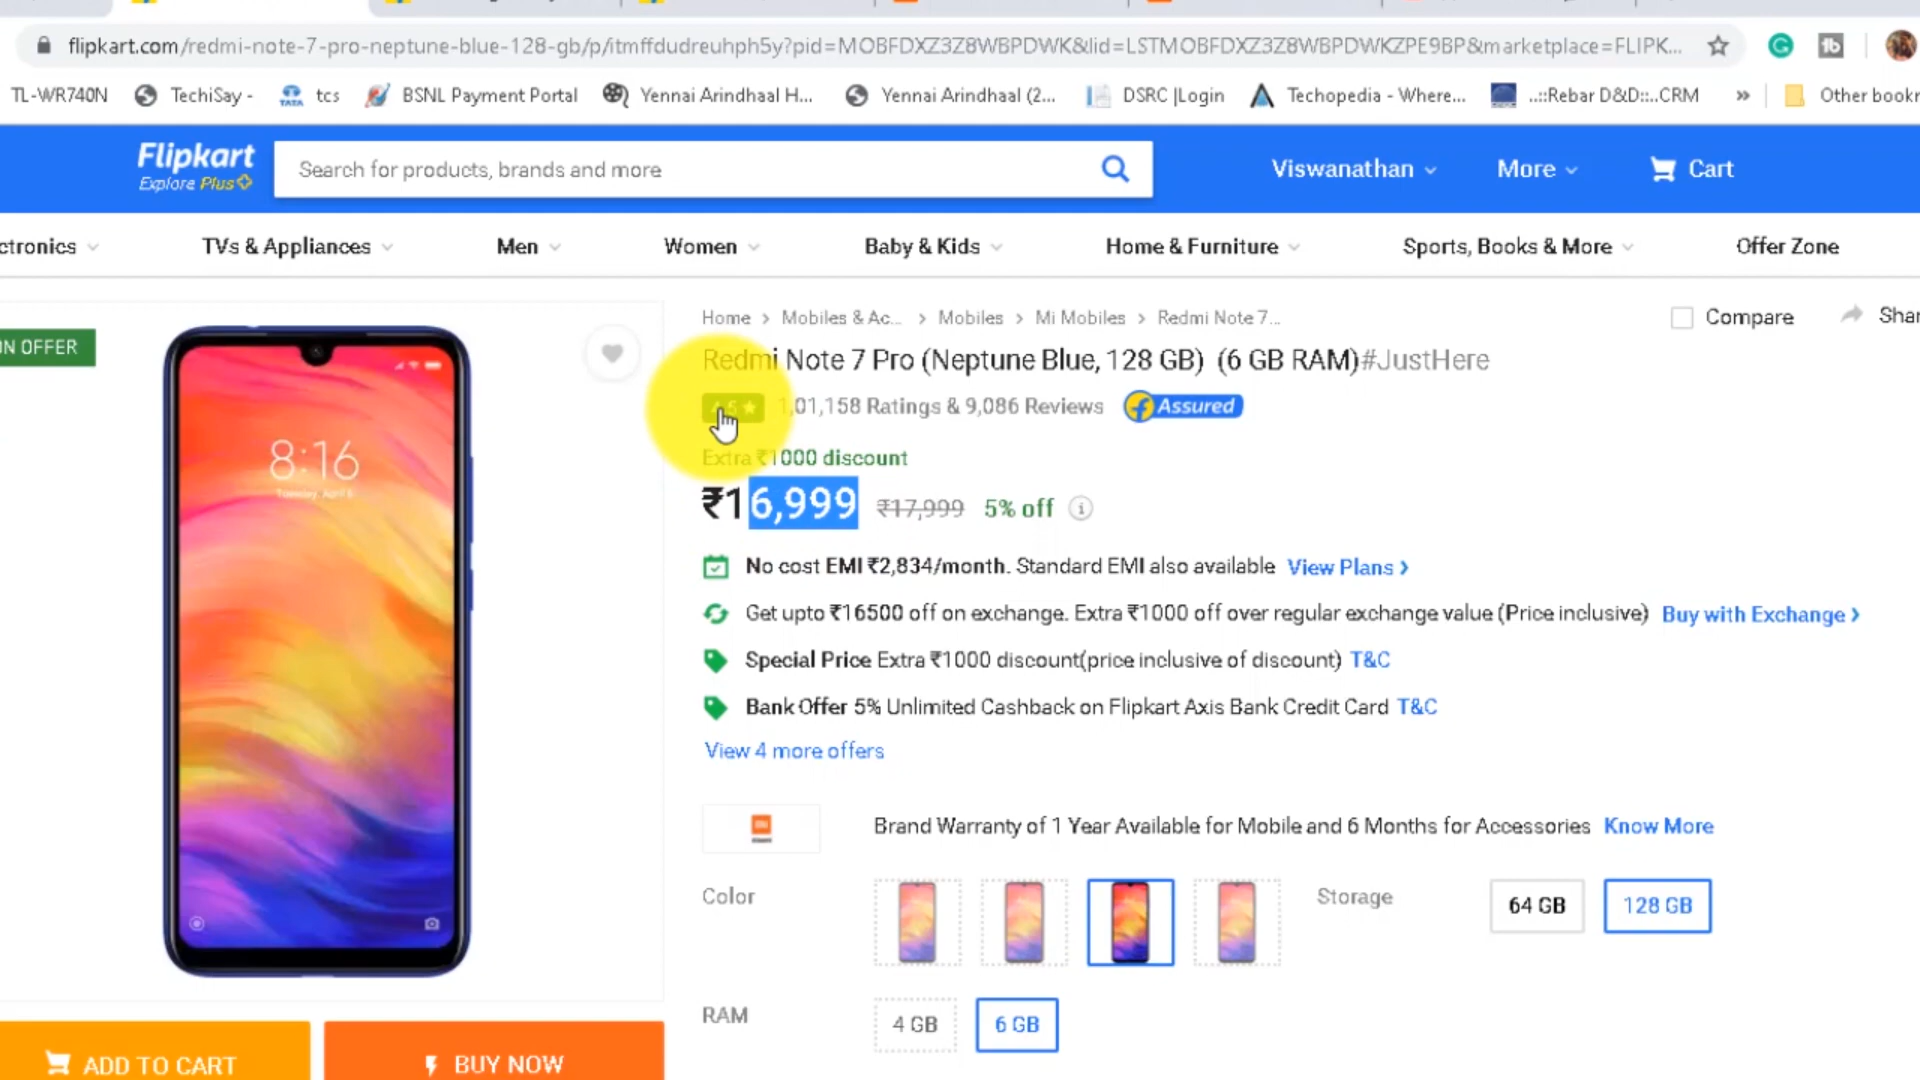 flipkart.com/redmi-note-7-pro-neptune-blue-128-gb/p/itmffdudreuhph5y?pid=MOBFDXZ3Z8WBPDWK&lid=LSTMOBFDXZ3Z8WBPDWKZPE9BP&marketplace=FLIPK...
TL-WR740N TechiSay - tcs BSNL Payment Portal Yennai Arindhaal H... Yennai Arindhaal (2... DSRC |Login Techopedia - Where... ..::Rebar D&D::..CRM » Other bookr
Flipkart
Explore Plus
Search for products, brands and more
Viswanathan More Cart
ctronics TVs & Appliances Men Women Baby & Kids Home & Furniture Sports, Books & More Offer Zone
ON OFFER
8:16
Home > Mobiles & Ac... > Mobiles > Mi Mobiles > Redmi Note 7...
Compare Shar
Redmi Note 7 Pro (Neptune Blue, 128 GB) (6 GB RAM)#JustHere
1,01,158 Ratings & 9,086 Reviews Assured
Extra ₹1000 discount
₹16,999 ₹17,999 5% off i
No cost EMI ₹2,834/month. Standard EMI also available View Plans >
Get upto ₹16500 off on exchange. Extra ₹1000 off over regular exchange value (Price inclusive) Buy with Exchange >
Special Price Extra ₹1000 discount(price inclusive of discount) T&C
Bank Offer 5% Unlimited Cashback on Flipkart Axis Bank Credit Card T&C
View 4 more offers
Brand Warranty of 1 Year Available for Mobile and 6 Months for Accessories Know More
Color Storage 64 GB 128 GB
RAM 4 GB 6 GB
ADD TO CART BUY NOW